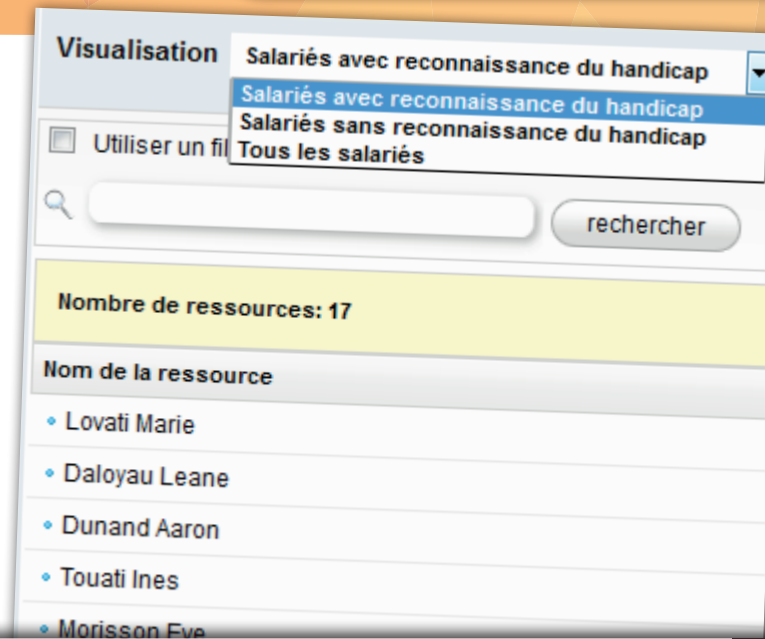 Visualisation Salariés avec reconnaissance du handicap
Salariés avec reconnaissance du handicap
Salariés sans reconnaissance du handicap
Utiliser un fil Tous les salariés
rechercher
Nombre de ressources: 17
Nom de la ressource
Lovati Marie
Daloyau Leane
Dunand Aaron
Touati Ines
Morisson Eve